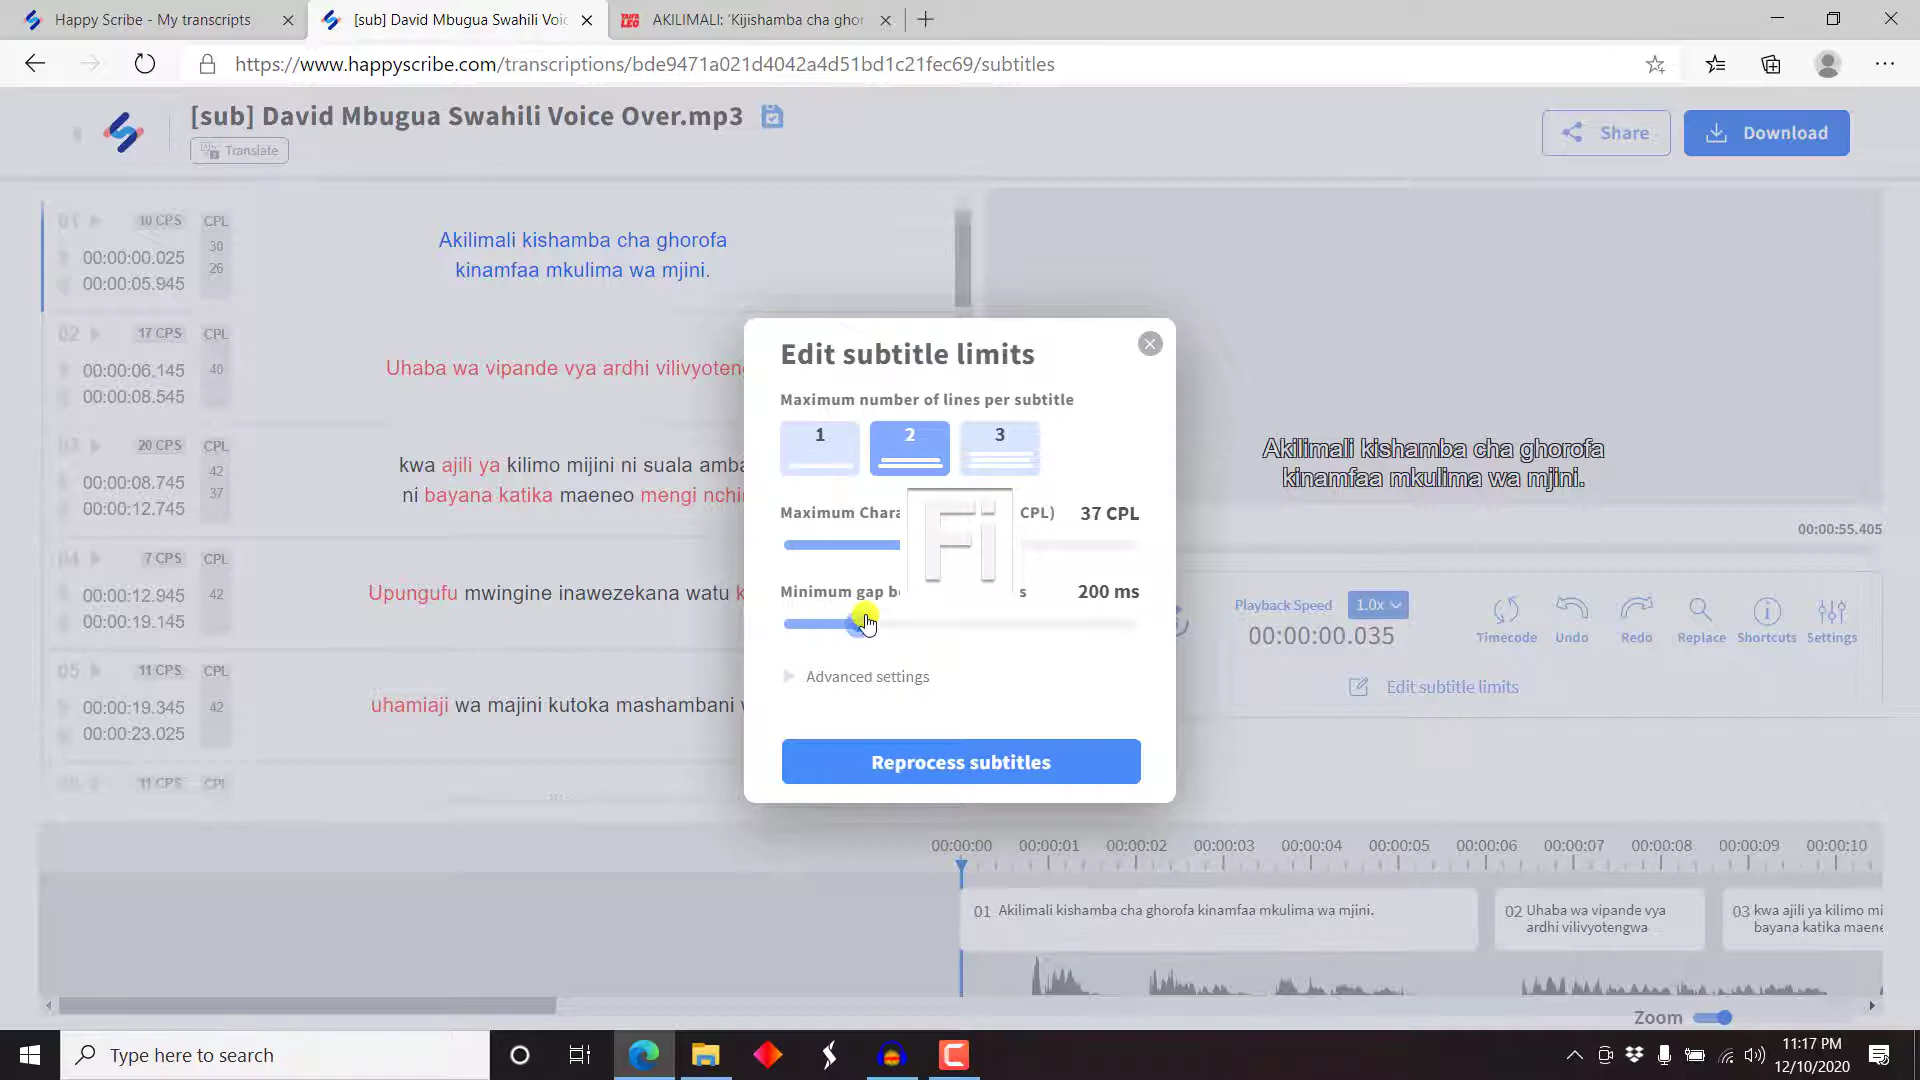 Happy Scribe - My transcripts
[sub] David Mbugua Swahili Voic
AKILIMALI: 'Kijishamba cha ghor
https://www.happyscribe.com/transcriptions/bde9471a021d4042a4d51bd1c21fec69/subtitles
[sub] David Mbugua Swahili Voice Over.mp3
Translate
Share
Download
01
10 CPS
CPL
00:00:00.025
00:00:05.945
30
26
Akilimali kishamba cha ghorofa
kinamfaa mkulima wa mjini.
02
17 CPS
CPL
00:00:06.145
00:00:08.545
40
Uhaba wa vipande vya ardhi vilivyoteng
03
20 CPS
CPL
00:00:08.745
00:00:12.745
42
37
kwa ajili ya kilimo mijini ni suala amba
ni bayana katika maeneo mengi nchin
04
7 CPS
CPL
00:00:12.945
00:00:19.145
42
Upungufu mwingine inawezekana watu k
05
11 CPS
CPL
00:00:19.345
00:00:23.025
42
uhamiaji wa majini kutoka mashambani
11 CPS
CPL
Edit subtitle limits
Maximum number of lines per subtitle
1
2
3
Maximum Chara
CPL)
37 CPL
Fi
Minimum gap b
s
200 ms
Advanced settings
Reprocess subtitles
Akilimali kishamba cha ghorofa
kinamfaa mkulima wa mjini.
00:00:55.405
Playback Speed
1.0x
00:00:00.035
Timecode
Undo
Redo
Replace
Shortcuts
Settings
Edit subtitle limits
00:00:00
00:00:01
00:00:02
00:00:03
00:00:04
00:00:05
00:00:06
00:00:07
00:00:08
00:00:09
00:00:10
01 Akilimali kishamba cha ghorofa kinamfaa mkulima wa mjini.
02 Uhaba wa vipande vya
ardhi vilivyotengwa
03 kwa ajili ya kilimo mi
bayana katika maene
Zoom
Type here to search
11:17 PM
12/10/2020